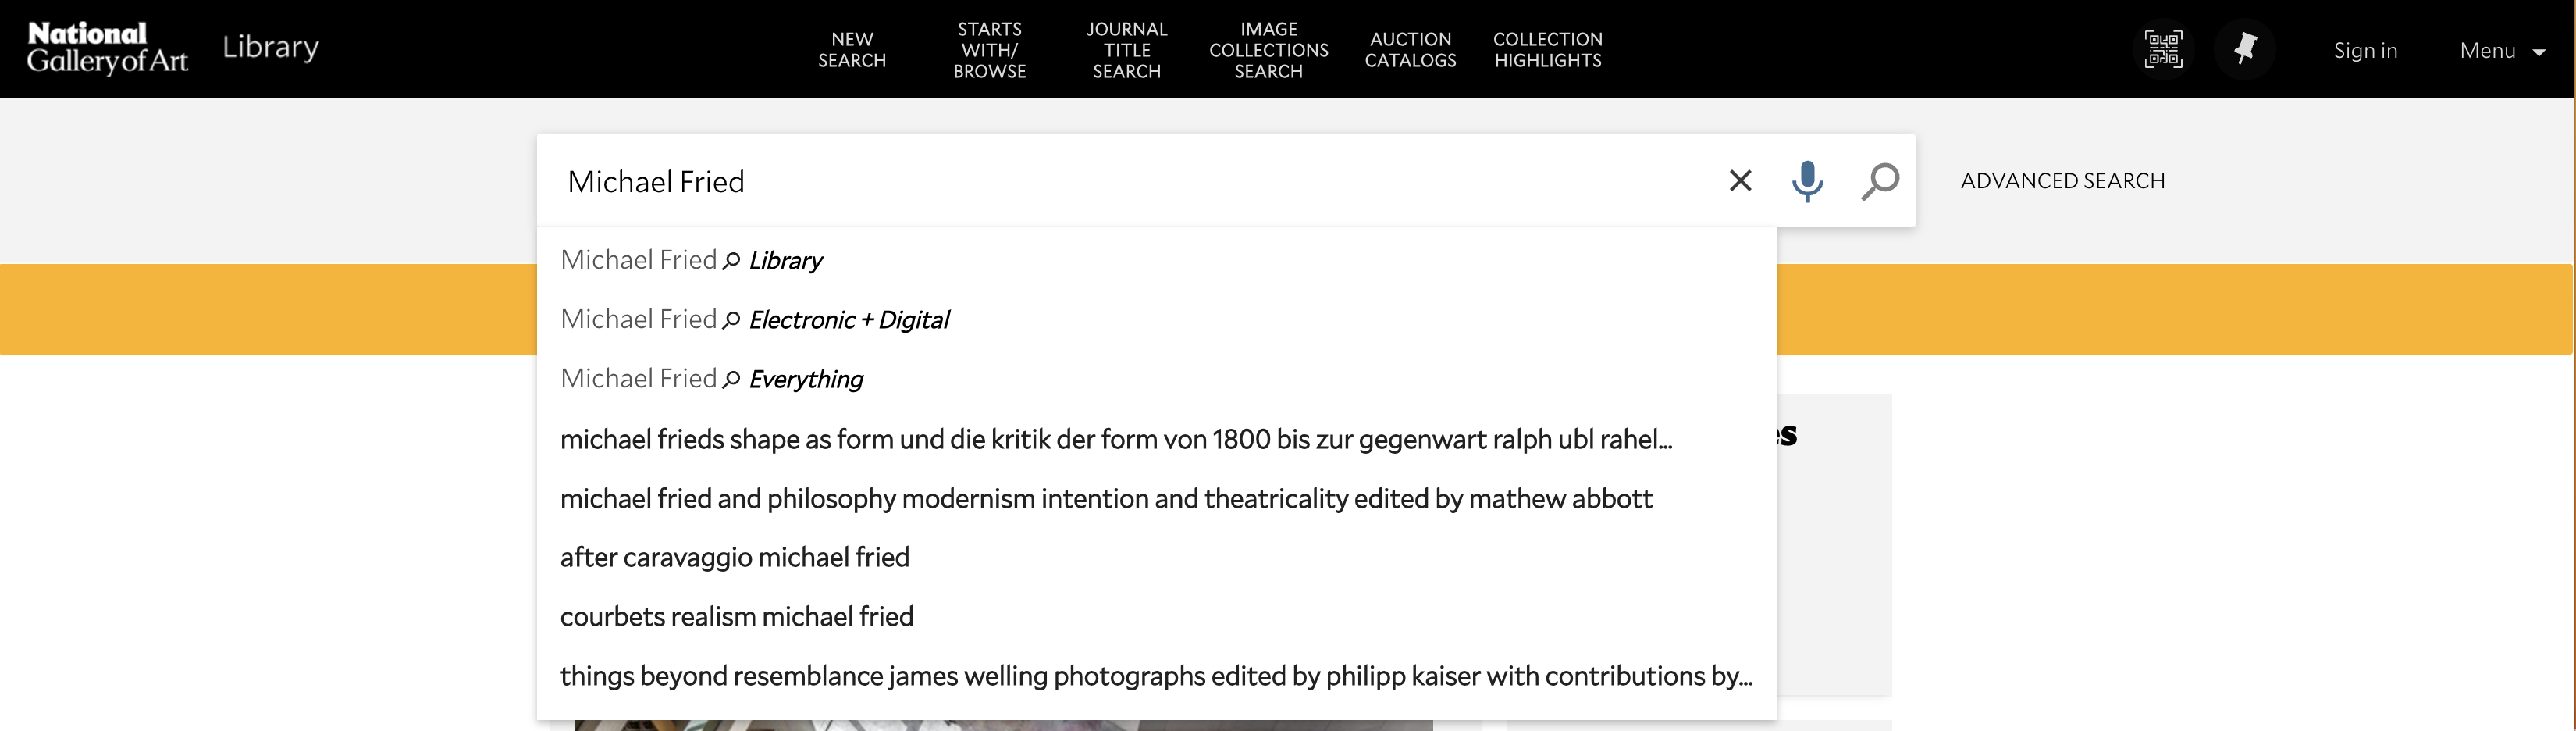 National
Gallery of Art
Library
NEW
SEARCH
STARTS
WITH/
BROWSE
JOURNAL
TITLE
SEARCH
IMAGE
COLLECTIONS
SEARCH
AUCTION
CATALOGS
COLLECTION
HIGHLIGHTS
Sign in
Menu
Michael Fried
ADVANCED SEARCH
Michael Fried Library
Michael Fried Electronic + Digital
Michael Fried Everything
michael frieds shape as form und die kritik der form von 1800 bis zur gegenwart ralph ubl rahel...
es
michael fried and philosophy modernism intention and theatricality edited by mathew abbott
after caravaggio michael fried
courbets realism michael fried
things beyond resemblance james welling photographs edited by philipp kaiser with contributions by...